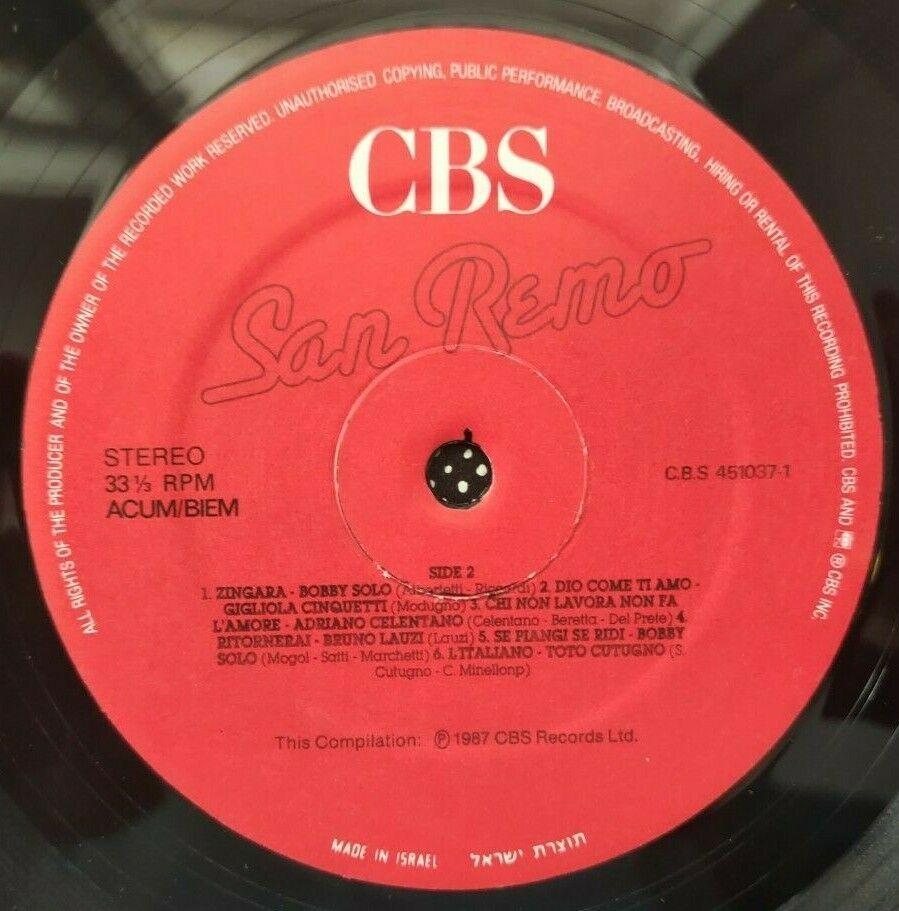 ALL RIGHTS OF THE PRODUCER AND OF THE OWNER OF THE RECORDED WORK RESERVED. UNAUTHORISED COPYING, PUBLIC PERFORMANCE, BROADCASTING, HIRING OR RENTAL OF THIS RECORDING PROHIBITED. CBS AND ® CBS INC.
CBS
San Remo
STEREO
33 ⅓ RPM
ACUM/BIEM
C.B.S 451037-1
SIDE 2
1. ZINGARA - BOBBY SOLO (Albertelli - Riccardi) 2. DIO COME TI AMO -
GIGLIOLA CINQUETTI (Modugno) 3. CHI NON LAVORA NON FA
L'AMORE - ADRIANO CELENTANO (Celentano - Beretta - Del Prete) 4.
RITORNERAI - BRUNO LAUZI (Lauzi) 5. SE PIANGI SE RIDI - BOBBY
SOLO (Mogol - Satti - Marchetti) 6. L'ITALIANO - TOTO CUTUGNO (S.
Cutugno - C. Minellonp)
This Compilation: ℗ 1987 CBS Records Ltd.
MADE IN ISRAEL תוצרת ישראל